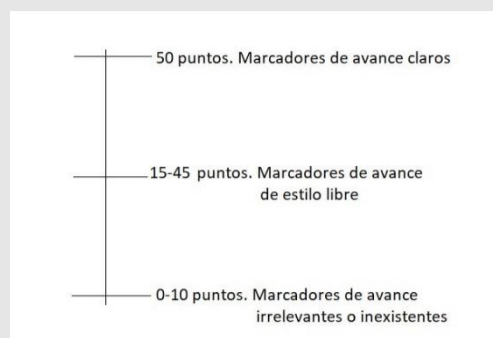 50 puntos. Marcadores de avance claros
15-45 puntos. Marcadores de avance
de estilo libre
0-10 puntos. Marcadores de avance
irrelevantes o inexistentes